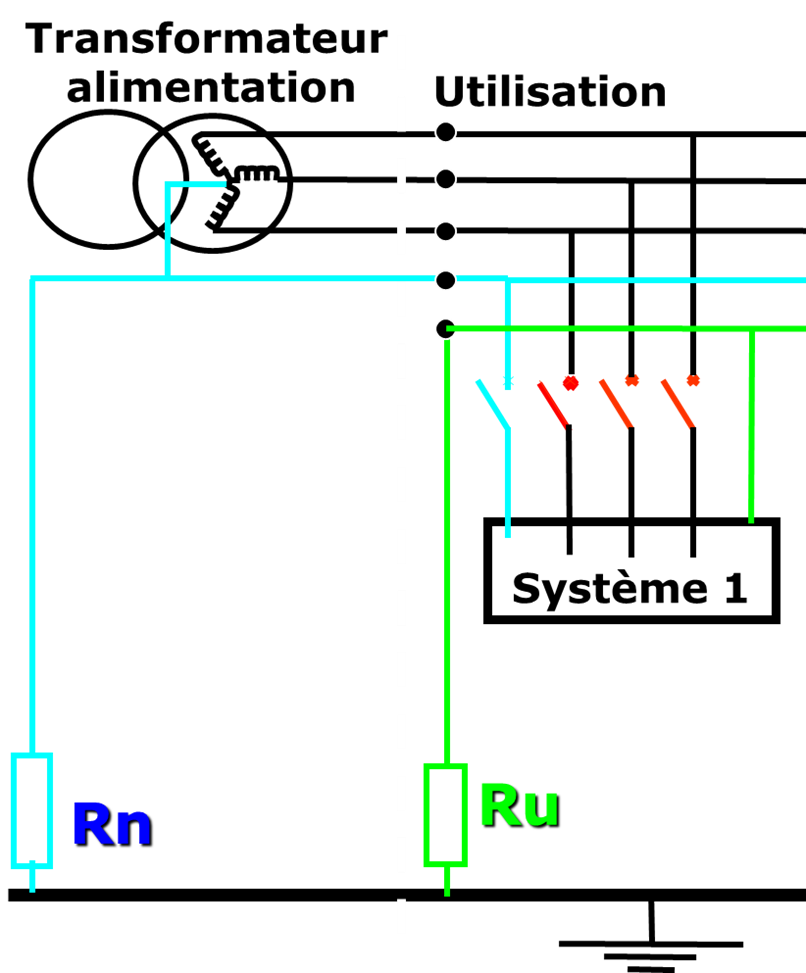 Transformateur
alimentation
Utilisation
Système 1
Rn
Ru